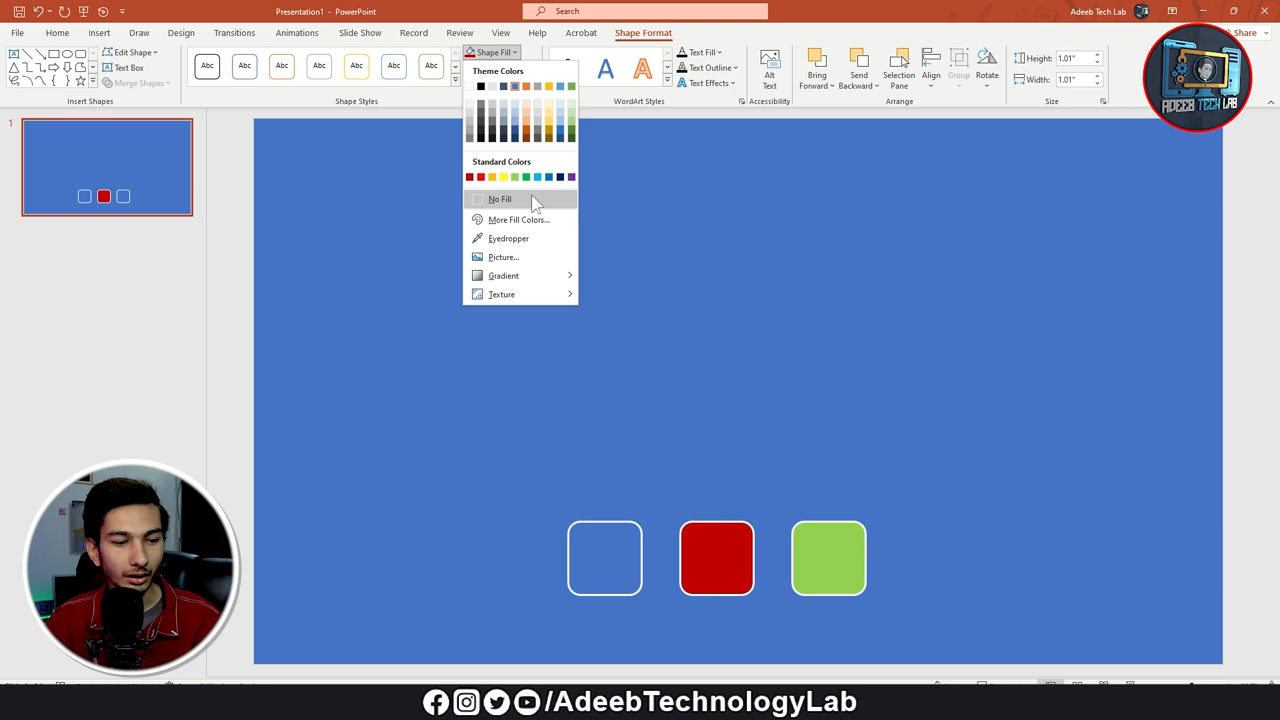 Presentation1 - PowerPoint
Search
Adeeb Tech Lab
File Home Insert Draw Design Transitions Animations Slide Show Record Review View Help Acrobat Shape Format Share
Edit Shape
Text Box
Merge Shapes
Insert Shapes
Abc Abc Abc Abc Abc Abc Abc
Shape Styles
Shape Fill
A A
Text Fill
Text Outline
Text Effects
WordArt Styles
Alt Text
Accessibility
Bring Forward
Send Backward
Selection Pane
Align
Group
Rotate
Arrange
Height: 1.01"
Width: 1.01"
Size
ADEEB TECH LAB
Theme Colors
Standard Colors
No Fill
More Fill Colors...
Eyedropper
Picture...
Gradient
Texture
1
/AdeebTechnologyLab